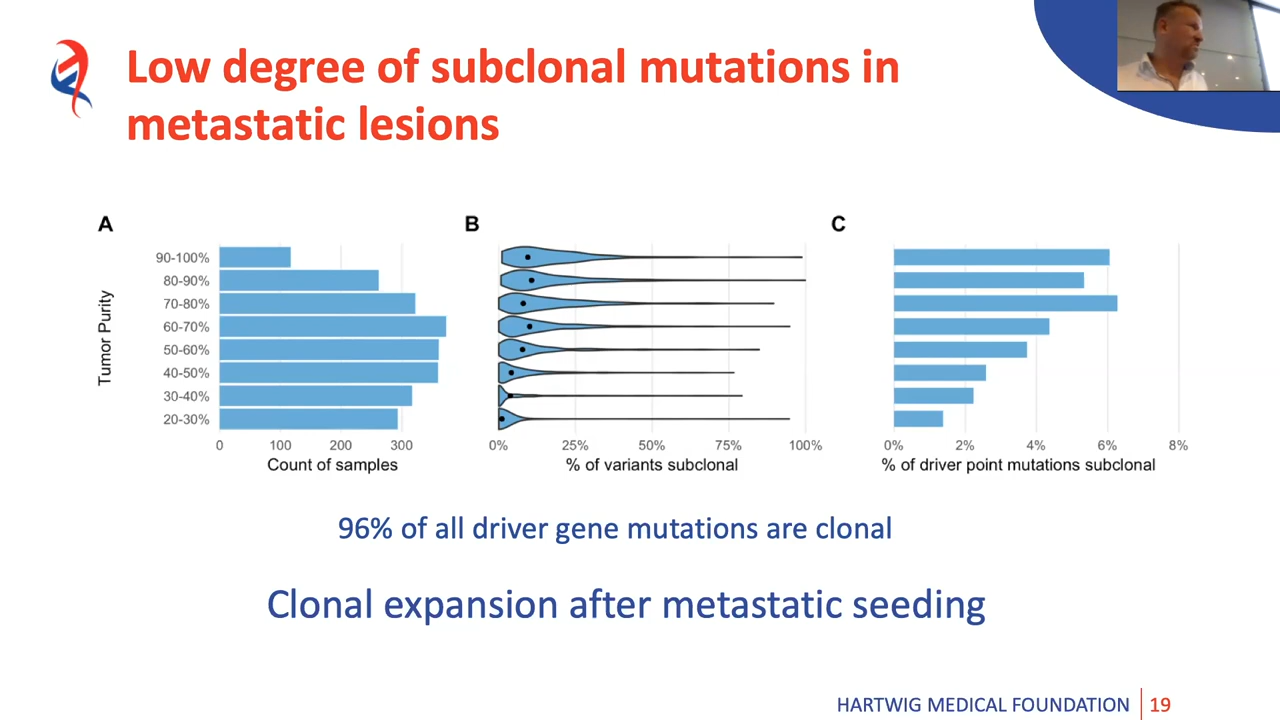 Low degree of subclonal mutations in
metastatic lesions
A
Tumor Purity
90-100%
80-90%
70-80%
60-70%
50-60%
40-50%
30-40%
20-30%
0 100 200 300
Count of samples
B
0% 25% 50% 75% 100%
% of variants subclonal
C
0% 2% 4% 6% 8%
% of driver point mutations subclonal
96% of all driver gene mutations are clonal
Clonal expansion after metastatic seeding
HARTWIG MEDICAL FOUNDATION 19